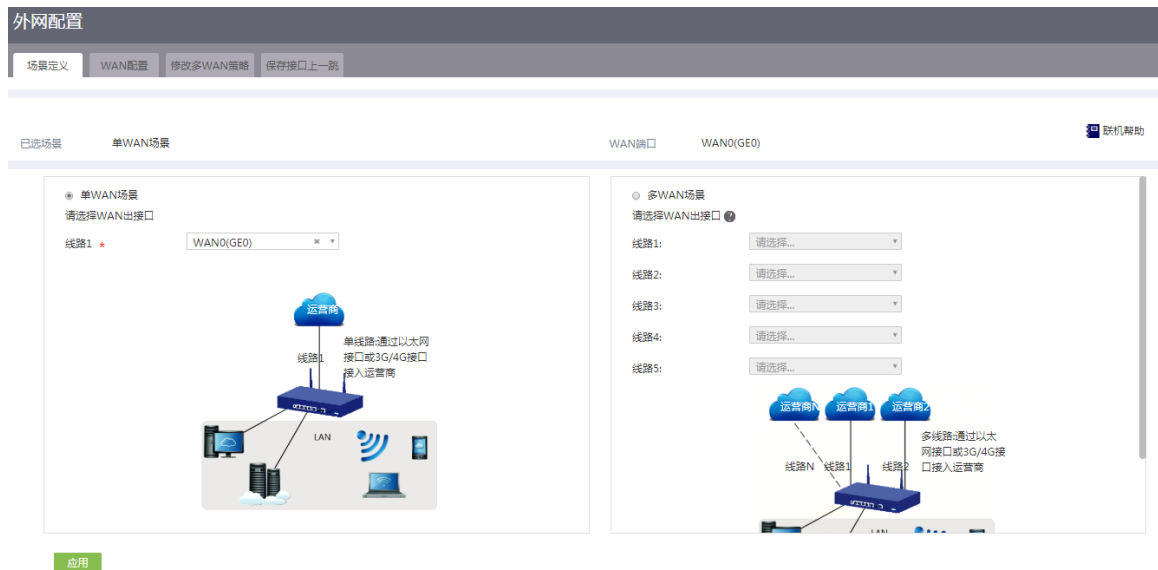 外网配置
场景定义 WAN配置 修改多WAN策略 保存接口上一跳
联机帮助
已选场景 单WAN场景 WAN端口 WAN0(GE0)
单WAN场景
请选择WAN出接口
线路1 * WAN0(GE0)
运营商
线路1
单线路:通过以太网
接口或3G/4G接口
接入运营商
LAN
多WAN场景
请选择WAN出接口
线路1: 请选择...
线路2: 请选择...
线路3: 请选择...
线路4: 请选择...
线路5: 请选择...
运营商N 运营商1 运营商2
线路N 线路1 线路2
多线路:通过以太
网接口或3G/4G接
口接入运营商
LAN
应用